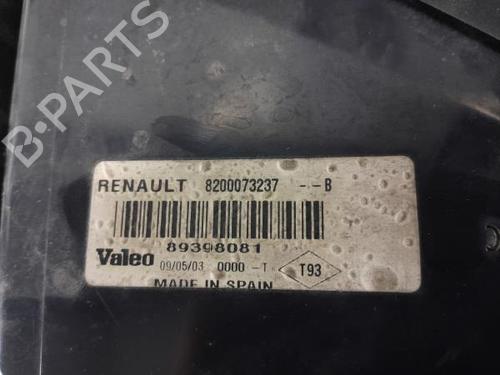 B-PARTS
RENAULT 8200073237 --B
89398081
Valeo 09/05/03 0000 -T T93
MADE IN SPAIN